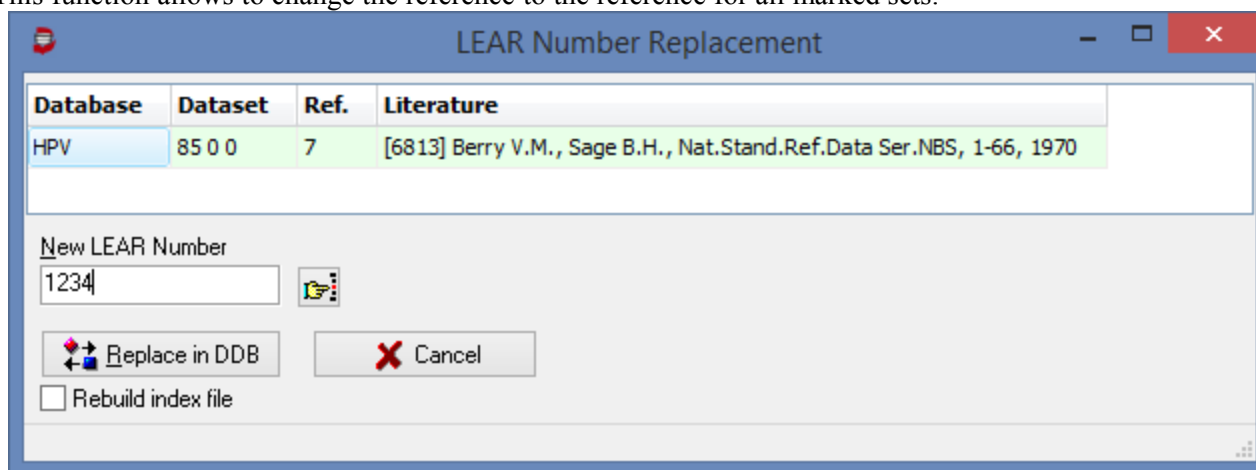 This function allows to change the reference to the reference for all marked sets.
LEAR Number Replacement
Database Dataset Ref. Literature
HPV 85 0 0 7 [6813] Berry V.M., Sage B.H., Nat.Stand.Ref.Data Ser.NBS, 1-66, 1970
New LEAR Number
1234
Replace in DDB Cancel
Rebuild index file